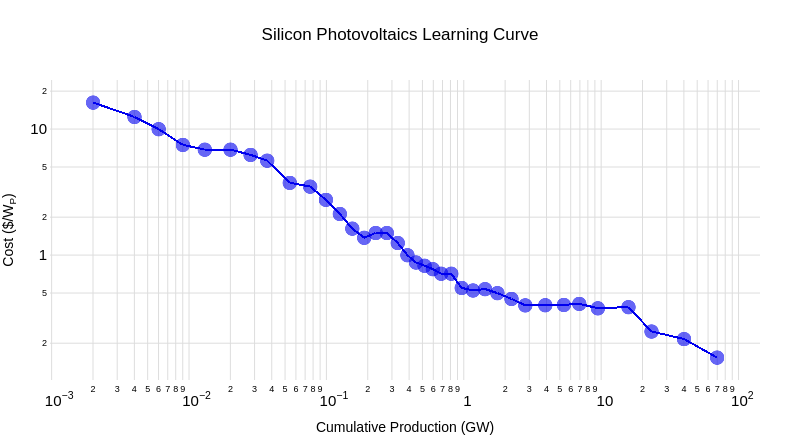 Silicon Photovoltaics Learning Curve
Cost ($/W_P)
2
10
5
2
1
5
2
10⁻³ 2 3 4 5 6 7 8 9 10⁻² 2 3 4 5 6 7 8 9 10⁻¹ 2 3 4 5 6 7 8 9 1 2 3 4 5 6 7 8 9 10 2 3 4 5 6 7 8 9 10²
Cumulative Production (GW)